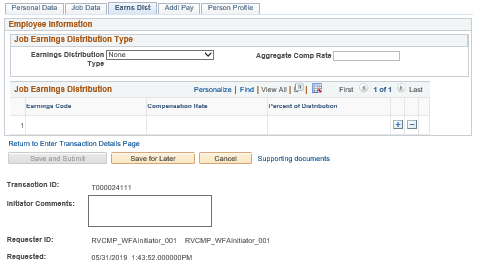 Personal Data Job Data Earns Dist Addl Pay Person Profile
Employee Information
Job Earnings Distribution Type
Earnings Distribution Type None Aggregate Comp Rate
Job Earnings Distribution Personalize | Find | View All | First 1 of 1 Last
Earnings Code Compensation Rate Percent of Distribution
1
Return to Enter Transaction Details Page
Save and Submit Save for Later Cancel Supporting documents
Transaction ID: T000024111
Initiator Comments:
Requester ID: RVCMP_WFAInitiator_001 RVCMP_WFAInitiator_001
Requested: 05/31/2019 1:43:52.000000PM